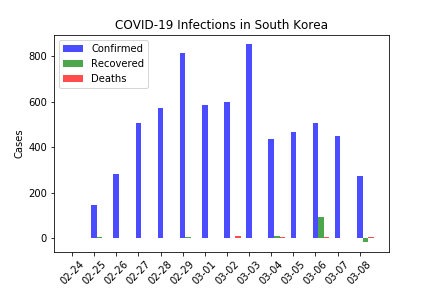 COVID-19 Infections in South Korea
Confirmed
Recovered
Deaths
Cases
800
600
400
200
0
02-24 02-25 02-26 02-27 02-28 02-29 03-01 03-02 03-03 03-04 03-05 03-06 03-07 03-08